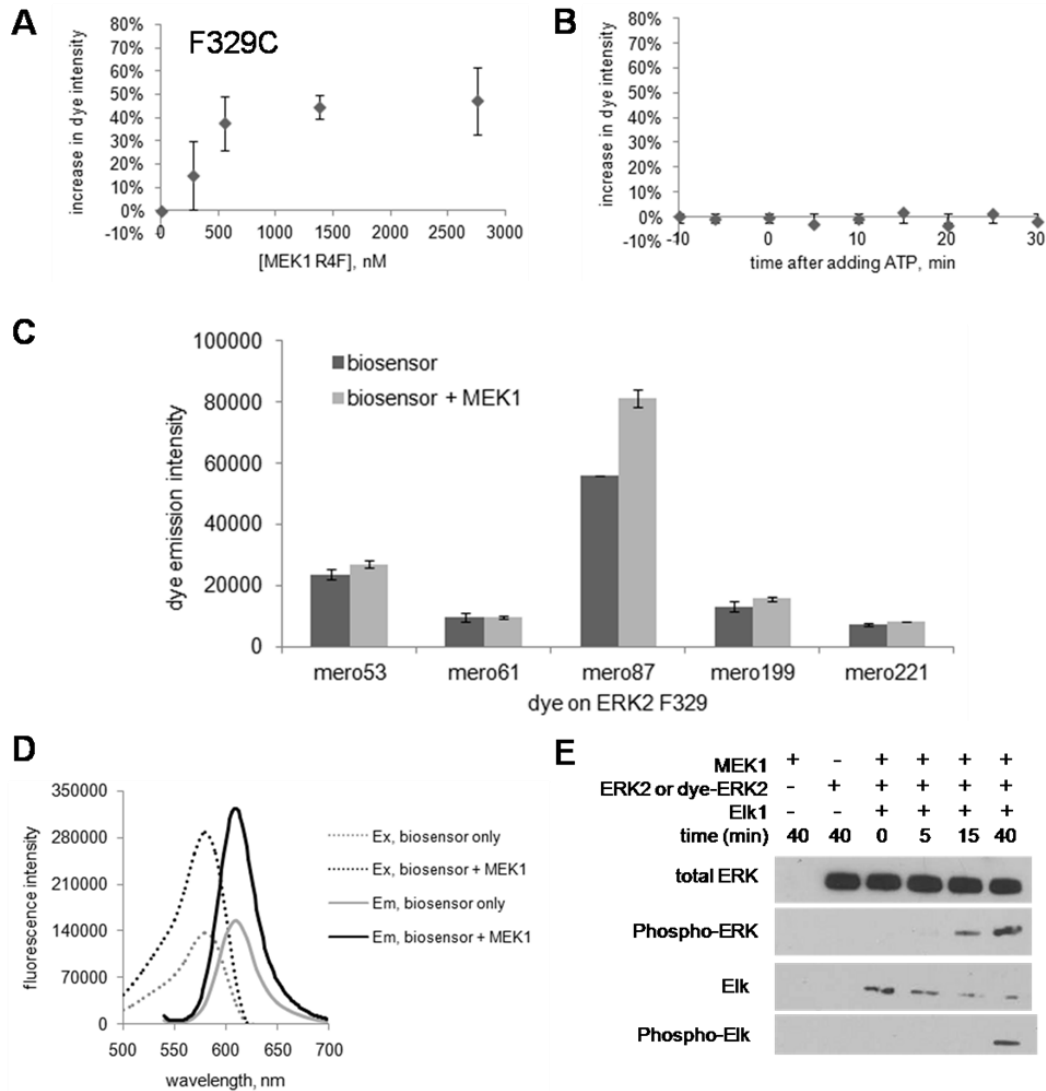 A
F329C
increase in dye intensity
80%
70%
60%
50%
40%
30%
20%
10%
0%
-10%
0 500 1000 1500 2000 2500 3000
[MEK1 R4F], nM
B
increase in dye intensity
80%
70%
60%
50%
40%
30%
20%
10%
0%
-10%
-10 0 10 20 30
time after adding ATP, min
C
dye emission intensity
100000
80000
60000
40000
20000
0
biosensor
biosensor + MEK1
mero53 mero61 mero87 mero199 mero221
dye on ERK2 F329
D
fluorescence intensity
350000
280000
210000
140000
70000
0
500 550 600 650 700
wavelength, nm
Ex, biosensor only
Ex, biosensor + MEK1
Em, biosensor only
Em, biosensor + MEK1
E
MEK1 + - + + + +
ERK2 or dye-ERK2 - + + + + +
Elk1 - - + + + +
time (min) 40 40 0 5 15 40
total ERK
Phospho-ERK
Elk
Phospho-Elk